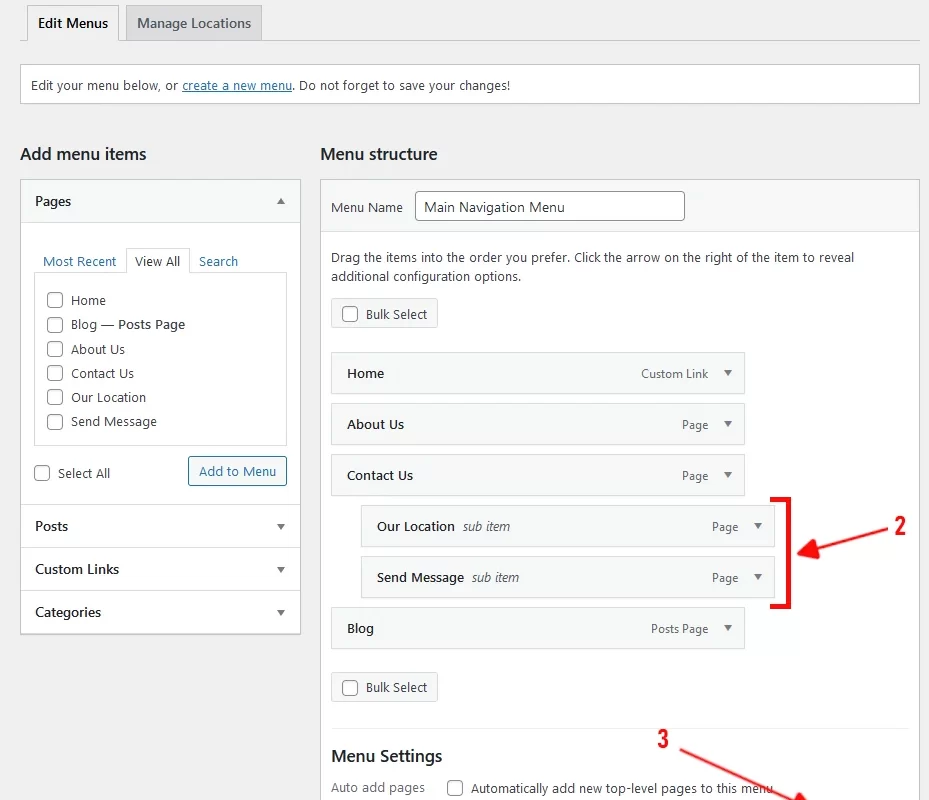 Edit Menus
Manage Locations
Edit your menu below, or create a new menu. Do not forget to save your changes!
Add menu items
Pages
Most Recent
View All
Search
Home
Blog — Posts Page
About Us
Contact Us
Our Location
Send Message
Select All
Add to Menu
Posts
Custom Links
Categories
Menu structure
Menu Name
Main Navigation Menu
Drag the items into the order you prefer. Click the arrow on the right of the item to reveal
additional configuration options.
Bulk Select
Home Custom Link
About Us Page
Contact Us Page
Our Location sub item Page
Send Message sub item Page
2
Blog Posts Page
Bulk Select
3
Menu Settings
Auto add pages
Automatically add new top-level pages to this menu